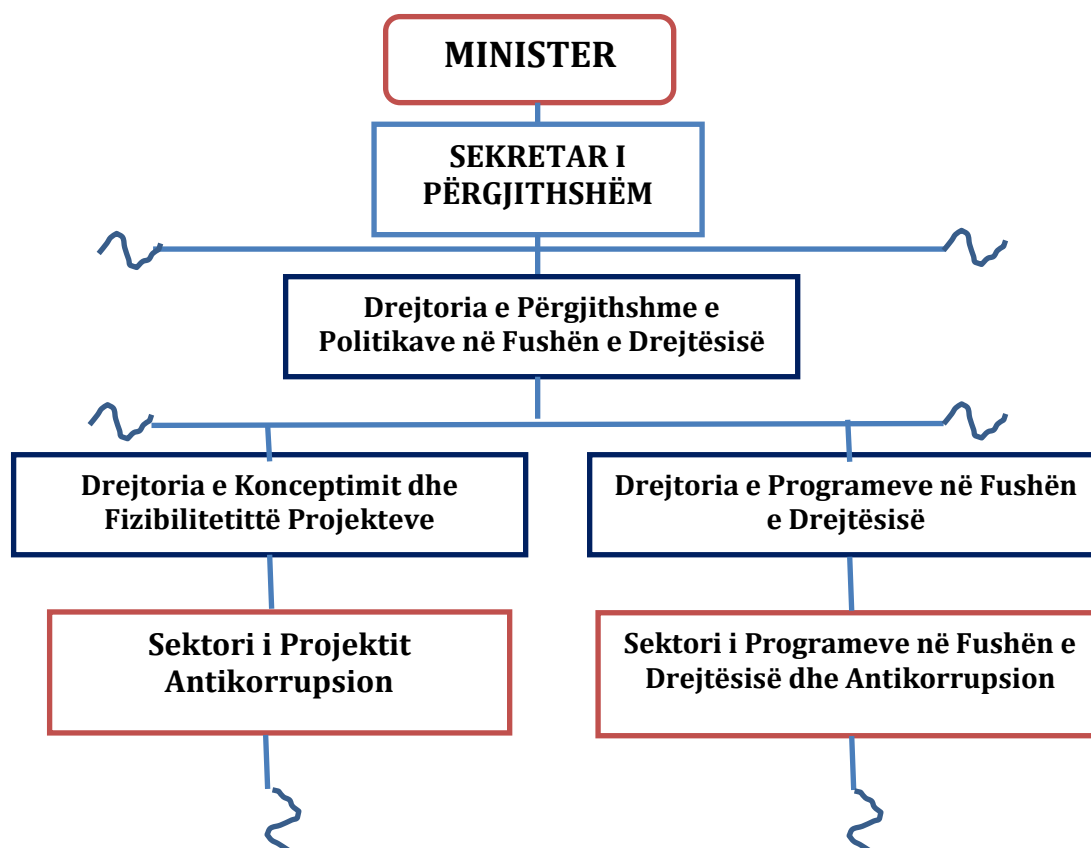 MINISTER
SEKRETAR I
PËRGJITHSHËM
Drejtoria e Përgjithshme e
Politikave në Fushën e Drejtësisë
Drejtoria e Konceptimit dhe
Fizibilitetittë Projekteve
Drejtoria e Programeve në Fushën
e Drejtësisë
Sektori i Projektit
Antikorrupsion
Sektori i Programeve në Fushën e
Drejtësisë dhe Antikorrupsion